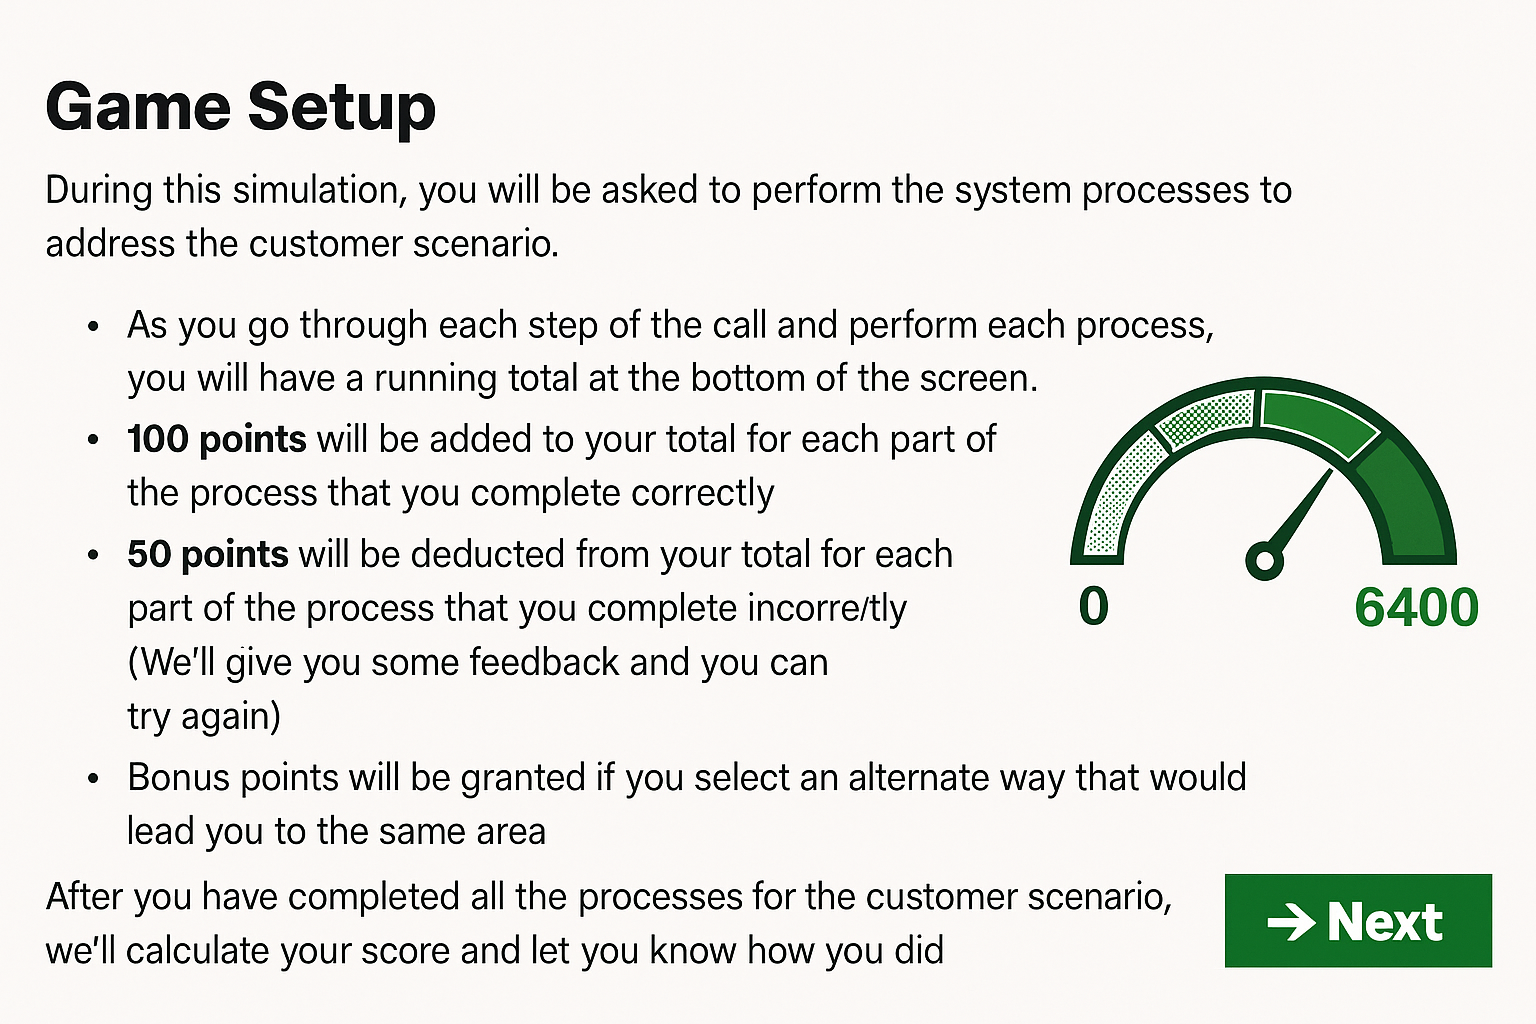 Game Setup
During this simulation, you will be asked to perform the system processes to
address the customer scenario.
• As you go through each step of the call and perform each process,
you will have a running total at the bottom of the screen.
• 100 points will be added to your total for each part of
the process that you complete correctly
• 50 points will be deducted from your total for each
part of the process that you complete incorre/tly
(We'll give you some feedback and you can
try again)
0
6400
• Bonus points will be granted if you select an alternate way that would
lead you to the same area
After you have completed all the processes for the customer scenario,
we'll calculate your score and let you know how you did
→ Next